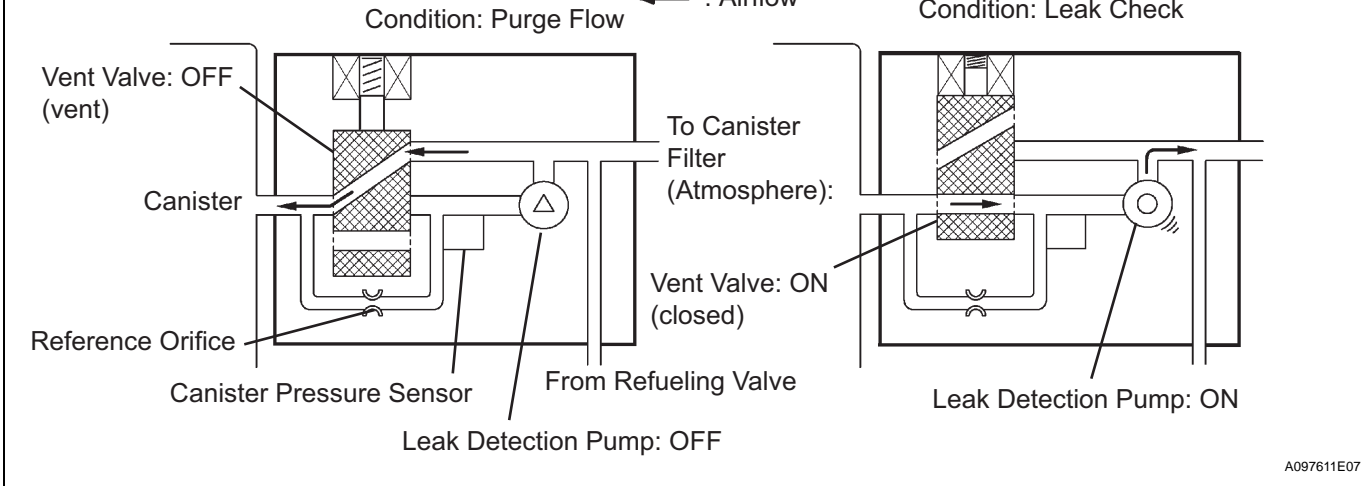 : Airflow
Condition: Purge Flow
Condition: Leak Check
Vent Valve: OFF
(vent)
To Canister
Filter
(Atmosphere):
Canister
Vent Valve: ON
(closed)
Reference Orifice
Canister Pressure Sensor
From Refueling Valve
Leak Detection Pump: ON
Leak Detection Pump: OFF
A097611E07